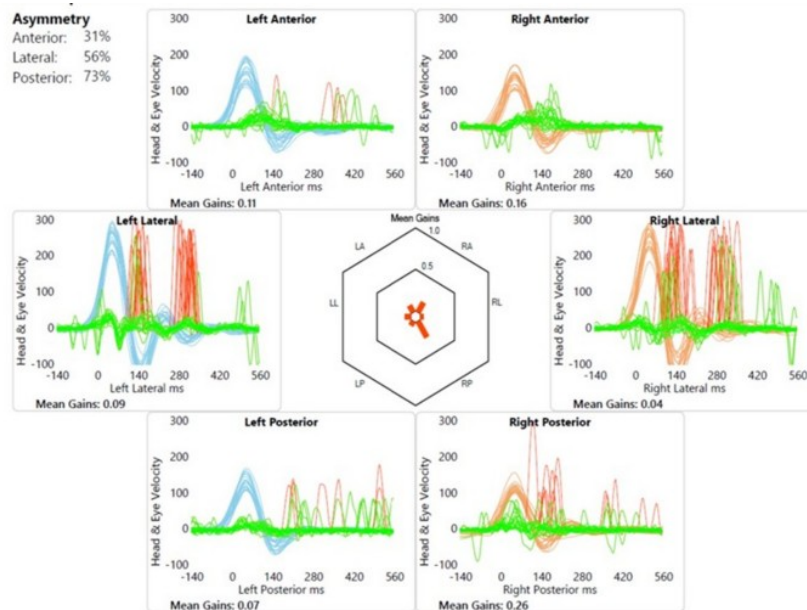 Asymmetry
Anterior: 31%
Lateral: 56%
Posterior: 73%
Left Anterior
Head & Eye Velocity
300
200
100
0
-100
-140 0 140 280 420 560
Left Anterior ms
Mean Gains: 0.11
Right Anterior
Head & Eye Velocity
300
200
100
0
-100
-140 0 140 280 420 560
Right Anterior ms
Mean Gains: 0.16
Left Lateral
Head & Eye Velocity
300
200
100
0
-100
-140 0 140 280 420 560
Left Lateral ms
Mean Gains: 0.09
Mean Gains
1.0
0.5
LA
RA
LL
RL
LP
RP
Right Lateral
Head & Eye Velocity
300
200
100
0
-100
-140 0 140 280 420 560
Right Lateral ms
Mean Gains: 0.04
Left Posterior
Head & Eye Velocity
300
200
100
0
-100
-140 0 140 280 420 560
Left Posterior ms
Mean Gains: 0.07
Right Posterior
Head & Eye Velocity
300
200
100
0
-100
-140 0 140 280 420 560
Right Posterior ms
Mean Gains: 0.26